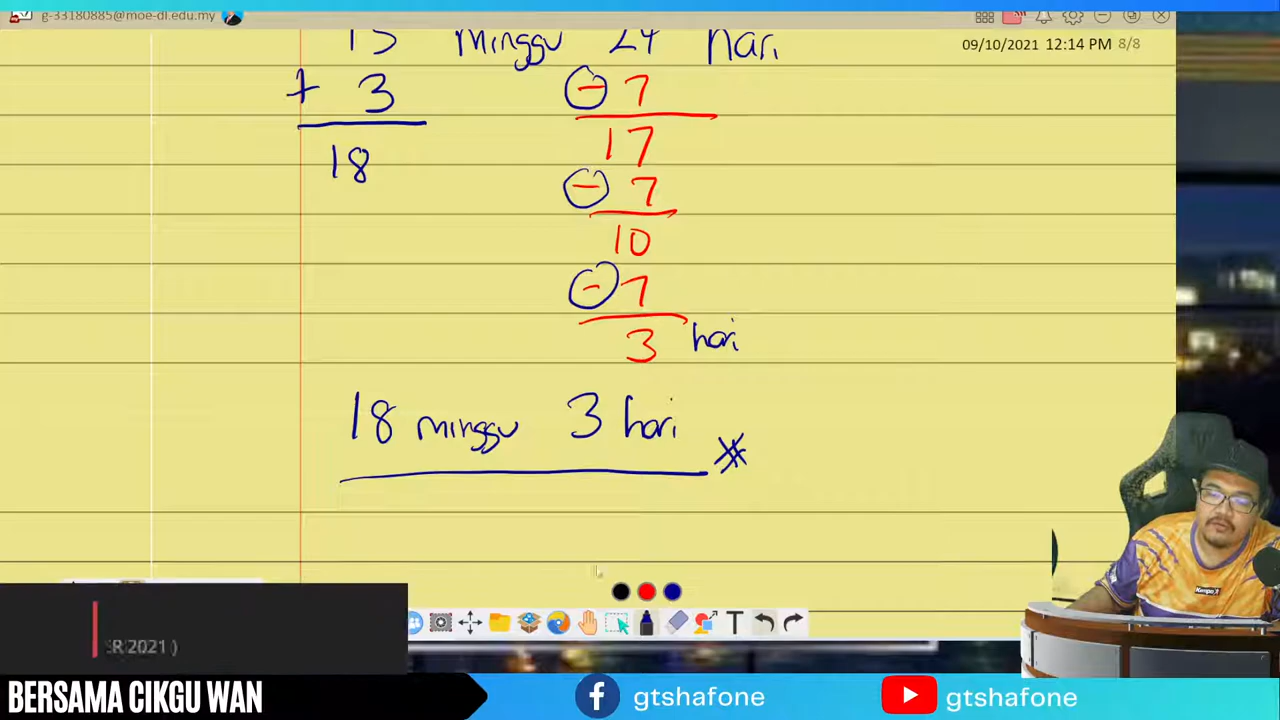 g-33180885@moe-dl.edu.my
09/10/2021 12:14 PM 8/8
15 minggu 24 hari
+ 3 - 7
18 17
- 7
10
- 7
3 hari
18 minggu 3 hari
T
R 2021 )
BERSAMA CIKGU WAN
gtshafone
gtshafone